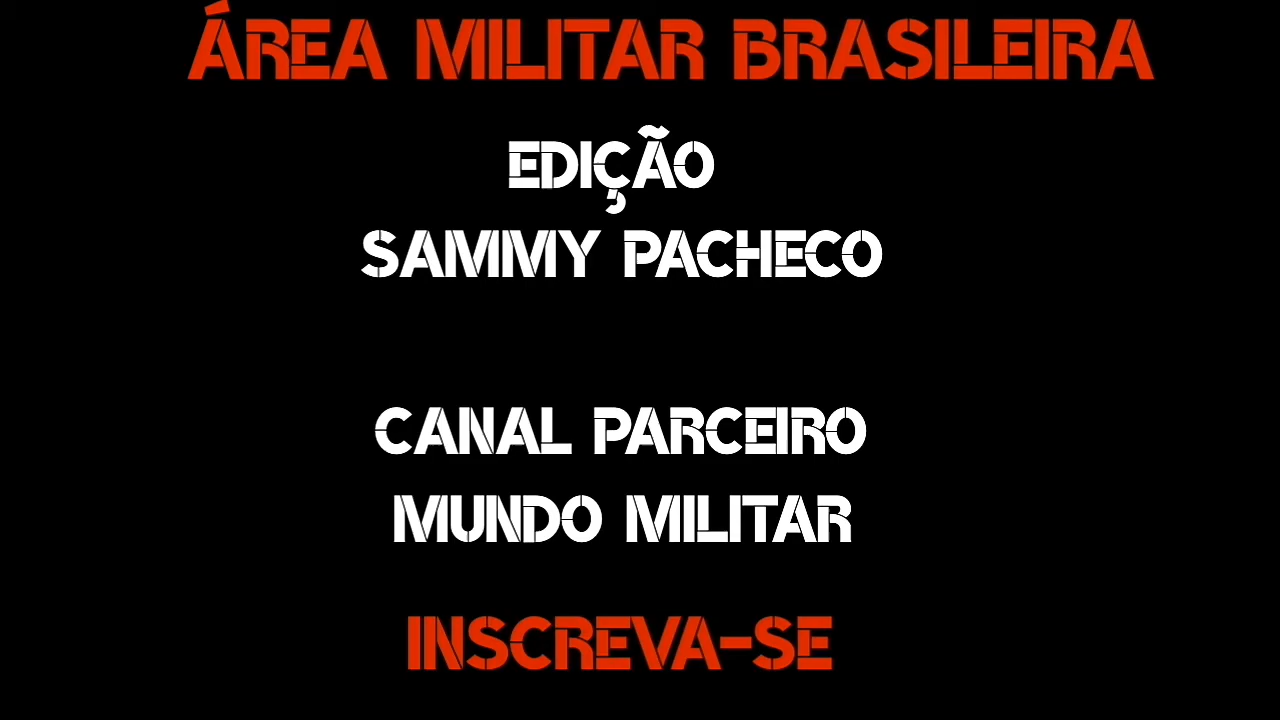 ÁREA MILITAR BRASILEIRA
EDIÇÃO
SAMMY PACHECO
CANAL PARCEIRO
MUNDO MILITAR
INSCREVA-SE